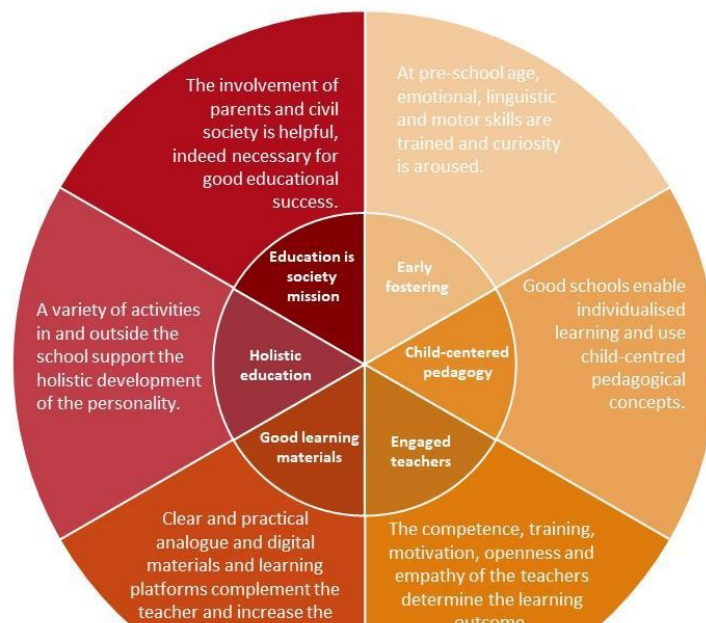 The involvement of
parents and civil
society is helpful,
indeed necessary for
good educational
success.
At pre-school age,
emotional, linguistic
and motor skills are
trained and curiosity
is aroused.
Education is
society
mission
Early
fostering
A variety of activities
in and outside the
school support the
holistic development
of the personality.
Holistic
education
Child-centered
pedagogy
Good schools enable
individualised
learning and use
child-centred
pedagogical
concepts.
Good learning
materials
Engaged
teachers
Clear and practical
analogue and digital
materials and learning
platforms complement
the teacher and increase the
The competence, training,
motivation, openness and
empathy of the teachers
determine the learning
outcome